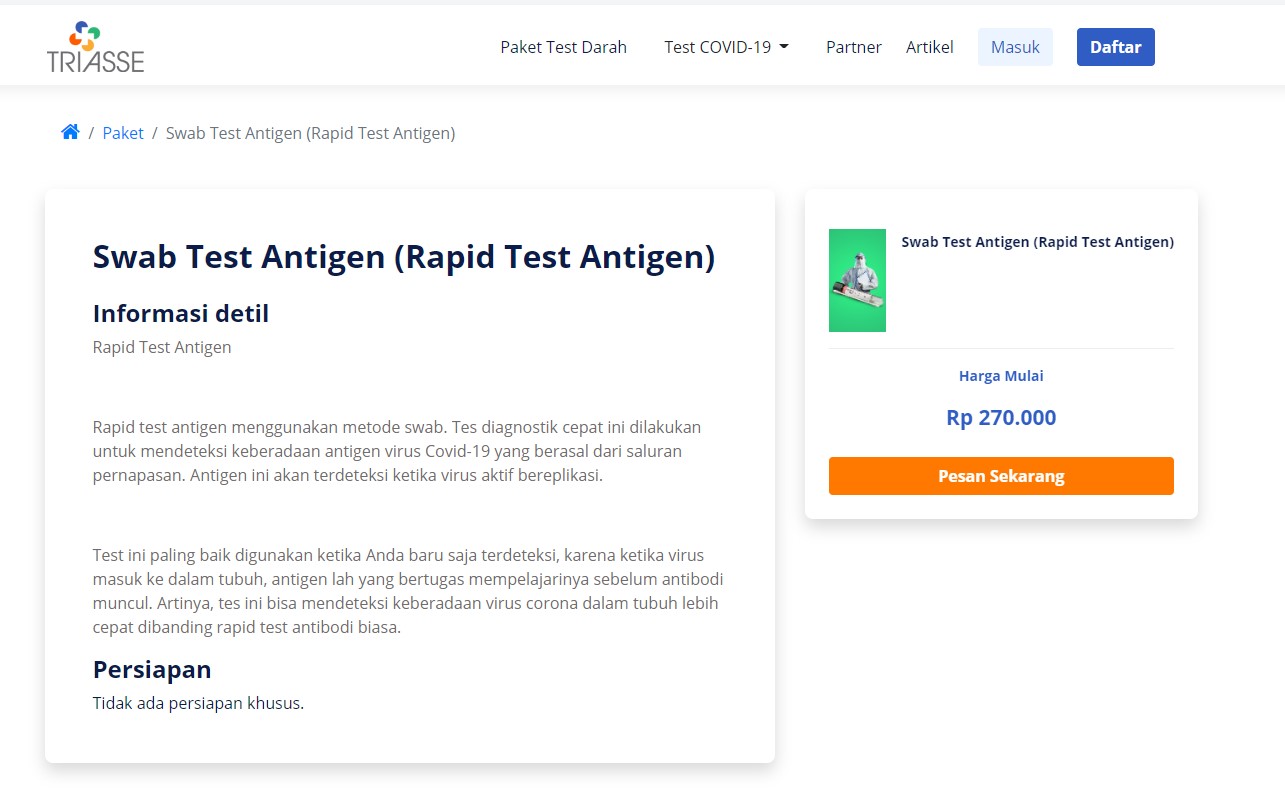 TRIASSE
Paket Test Darah
Test COVID-19
Partner
Artikel
Masuk
Daftar
/ Paket / Swab Test Antigen (Rapid Test Antigen)
Swab Test Antigen (Rapid Test Antigen)
Informasi detil
Rapid Test Antigen
Rapid test antigen menggunakan metode swab. Tes diagnostik cepat ini dilakukan
untuk mendeteksi keberadaan antigen virus Covid-19 yang berasal dari saluran
pernapasan. Antigen ini akan terdeteksi ketika virus aktif bereplikasi.
Test ini paling baik digunakan ketika Anda baru saja terdeteksi, karena ketika virus
masuk ke dalam tubuh, antigen lah yang bertugas mempelajarinya sebelum antibodi
muncul. Artinya, tes ini bisa mendeteksi keberadaan virus corona dalam tubuh lebih
cepat dibanding rapid test antibodi biasa.
Persiapan
Tidak ada persiapan khusus.
Swab Test Antigen (Rapid Test Antigen)
Harga Mulai
Rp 270.000
Pesan Sekarang